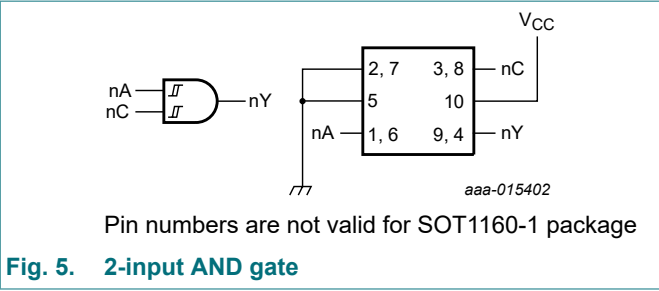 V_CC
nA
nC
nY
2, 7
3, 8
nC
5
10
nA
1, 6
9, 4
nY
aaa-015402
Pin numbers are not valid for SOT1160-1 package
Fig. 5. 2-input AND gate